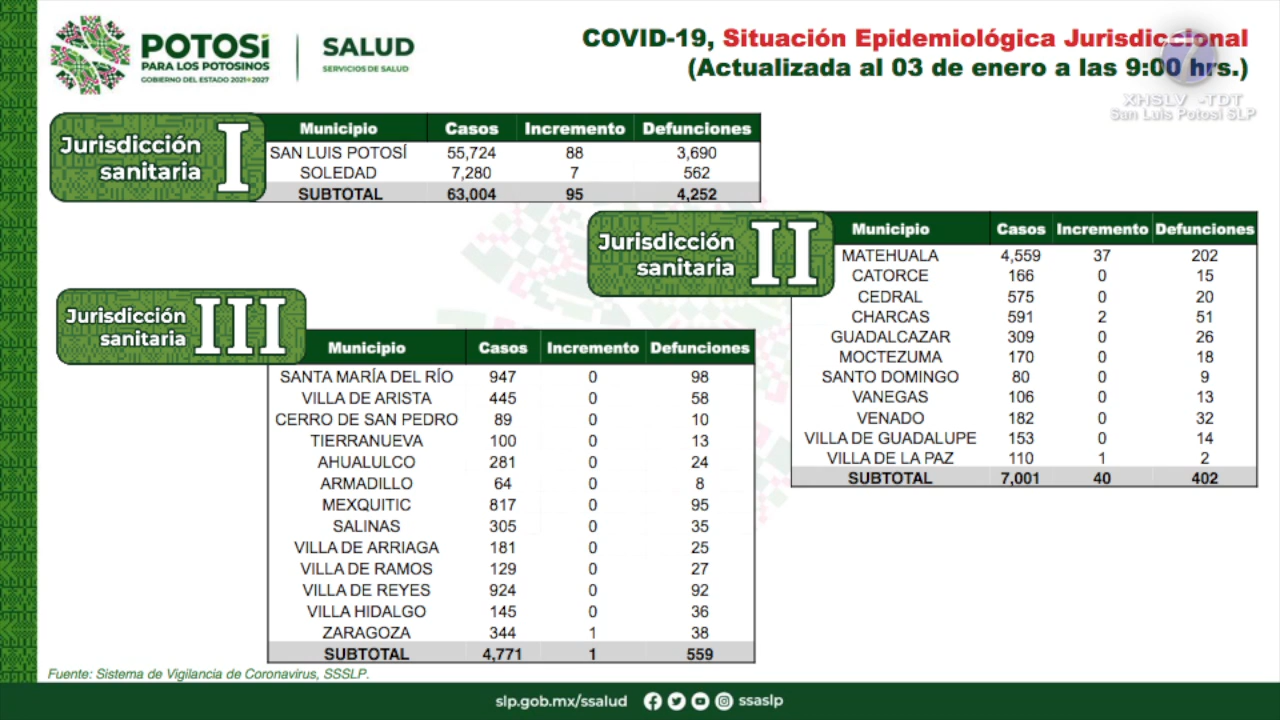 POTOSÍ
PARA LOS POTOSINOS
GOBIERNO DEL ESTADO 2021•2027
SALUD
SERVICIOS DE SALUD
COVID-19, Situación Epidemiológica Jurisdiccional
(Actualizada al 03 de enero a las 9:00 hrs.)
7
XHSLV -TDT
San Luis Potosi SLP
Jurisdicción
sanitaria
I
Municipio Casos Incremento Defunciones
SAN LUIS POTOSÍ 55,724 88 3,690
SOLEDAD 7,280 7 562
SUBTOTAL 63,004 95 4,252
Jurisdicción
sanitaria
II
Municipio Casos Incremento Defunciones
MATEHUALA 4,559 37 202
CATORCE 166 0 15
CEDRAL 575 0 20
CHARCAS 591 2 51
GUADALCAZAR 309 0 26
MOCTEZUMA 170 0 18
SANTO DOMINGO 80 0 9
VANEGAS 106 0 13
VENADO 182 0 32
VILLA DE GUADALUPE 153 0 14
VILLA DE LA PAZ 110 1 2
SUBTOTAL 7,001 40 402
Jurisdicción
sanitaria
III
Municipio Casos Incremento Defunciones
SANTA MARÍA DEL RÍO 947 0 98
VILLA DE ARISTA 445 0 58
CERRO DE SAN PEDRO 89 0 10
TIERRANUEVA 100 0 13
AHUALULCO 281 0 24
ARMADILLO 64 0 8
MEXQUITIC 817 0 95
SALINAS 305 0 35
VILLA DE ARRIAGA 181 0 25
VILLA DE RAMOS 129 0 27
VILLA DE REYES 924 0 92
VILLA HIDALGO 145 0 36
ZARAGOZA 344 1 38
SUBTOTAL 4,771 1 559
Fuente: Sistema de Vigilancia de Coronavirus, SSSLP.
slp.gob.mx/ssalud ssaslp